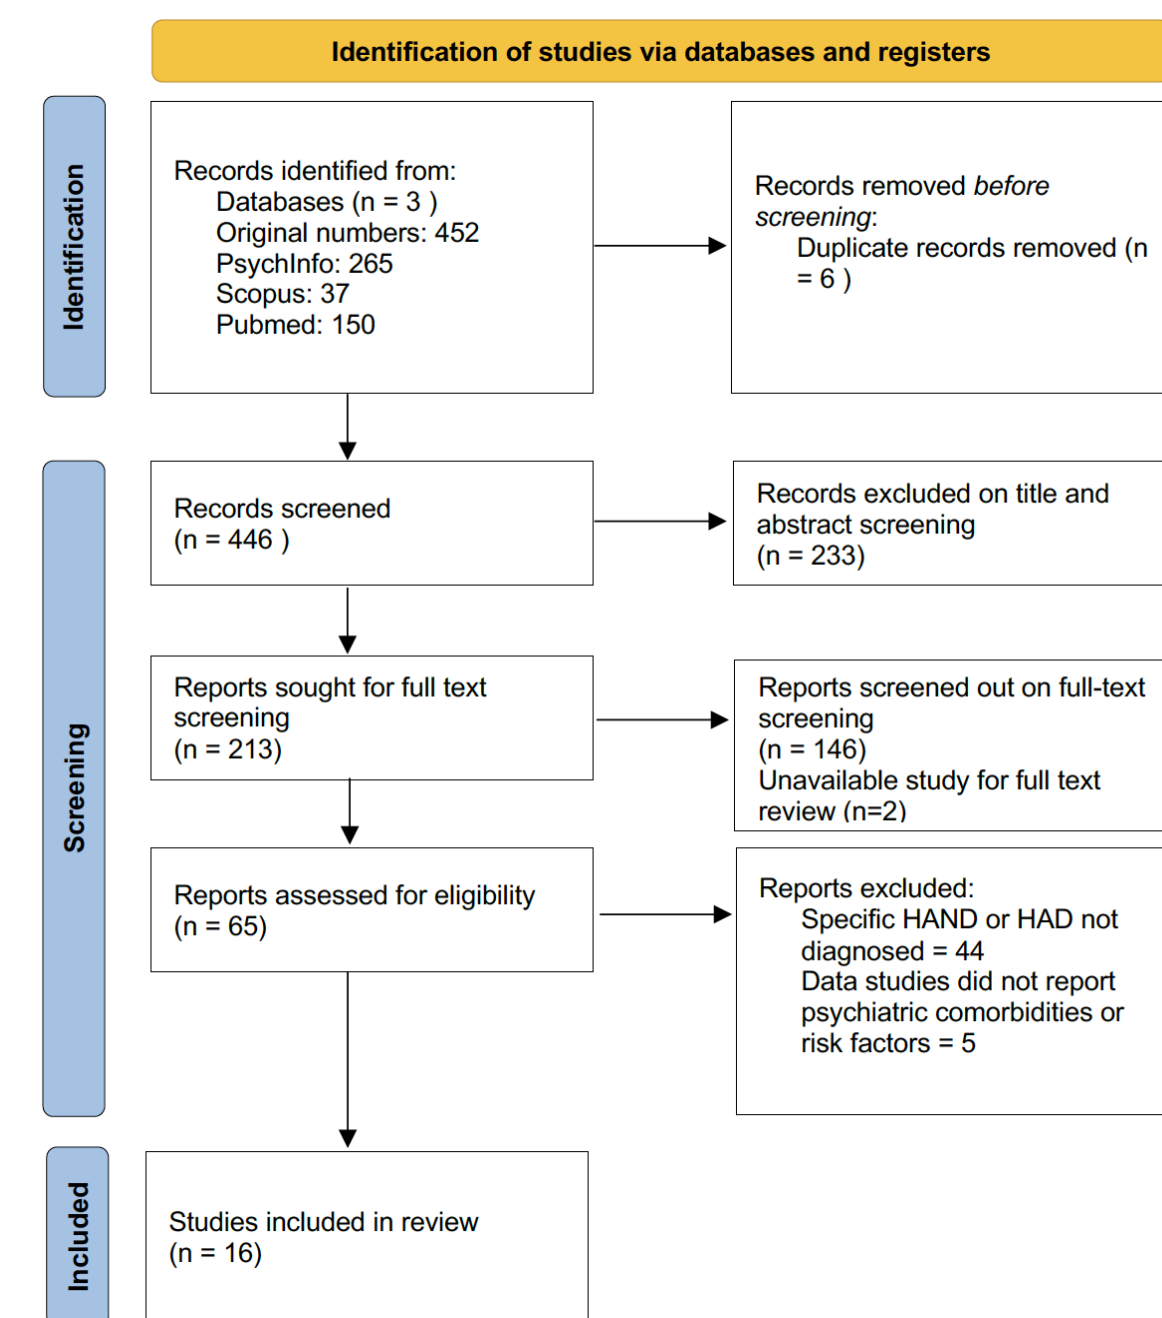 Identification of studies via databases and registers
Identification
Records identified from:
Databases (n = 3 )
Original numbers: 452
PsychInfo: 265
Scopus: 37
Pubmed: 150
Records removed before
screening:
Duplicate records removed (n
= 6 )
Screening
Records screened
(n = 446 )
Records excluded on title and
abstract screening
(n = 233)
Reports sought for full text
screening
(n = 213)
Reports screened out on full-text
screening
(n = 146)
Unavailable study for full text
review (n=2)
Reports assessed for eligibility
(n = 65)
Reports excluded:
Specific HAND or HAD not
diagnosed = 44
Data studies did not report
psychiatric comorbidities or
risk factors = 5
Included
Studies included in review
(n = 16)